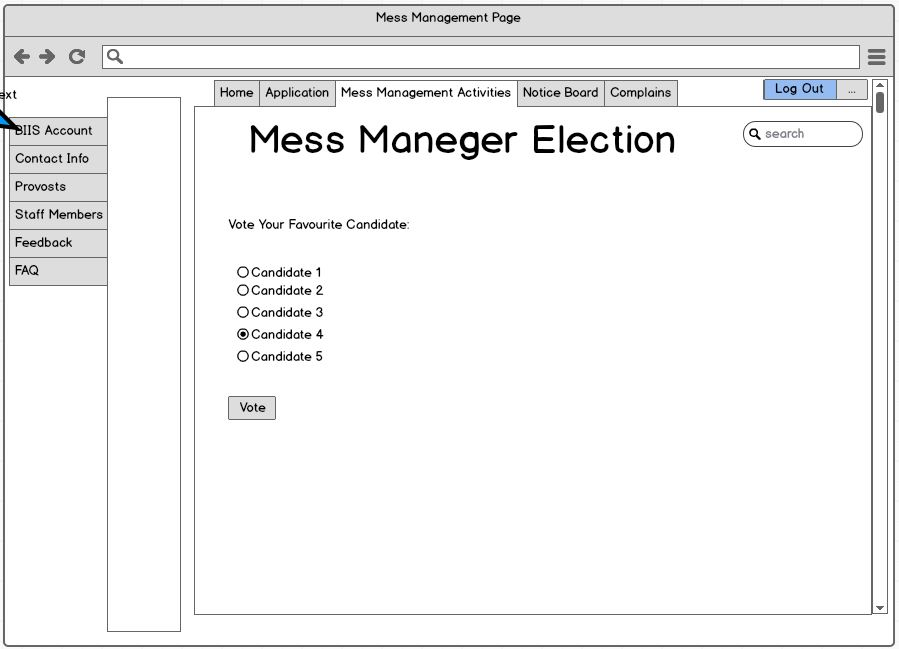 Mess Management Page
ext
BIIS Account
Contact Info
Provosts
Staff Members
Feedback
FAQ
Home Application Mess Management Activities Notice Board Complains
Log Out ...
Mess Maneger Election
search
Vote Your Favourite Candidate:
Candidate 1
Candidate 2
Candidate 3
Candidate 4
Candidate 5
Vote